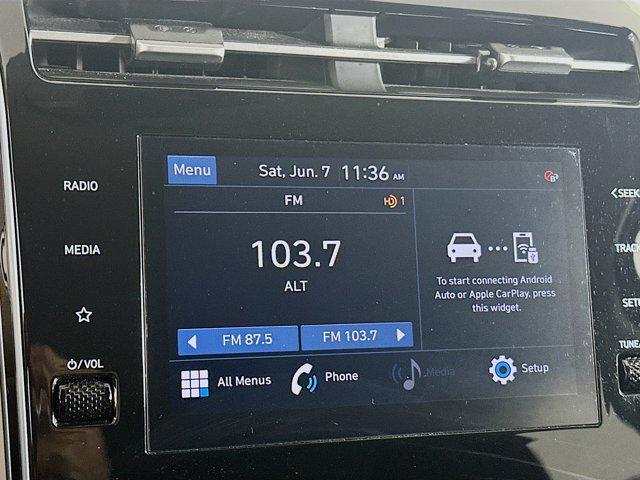 Menu
Sat, Jun. 7 11:36 AM
RADIO
MEDIA
/VOL
FM
HD 1
103.7
ALT
FM 87.5
FM 103.7
To start connecting Android
Auto or Apple CarPlay, press
this widget.
All Menus
Phone
Media
Setup
<SEEK
TRACK
SETU
TUNE/